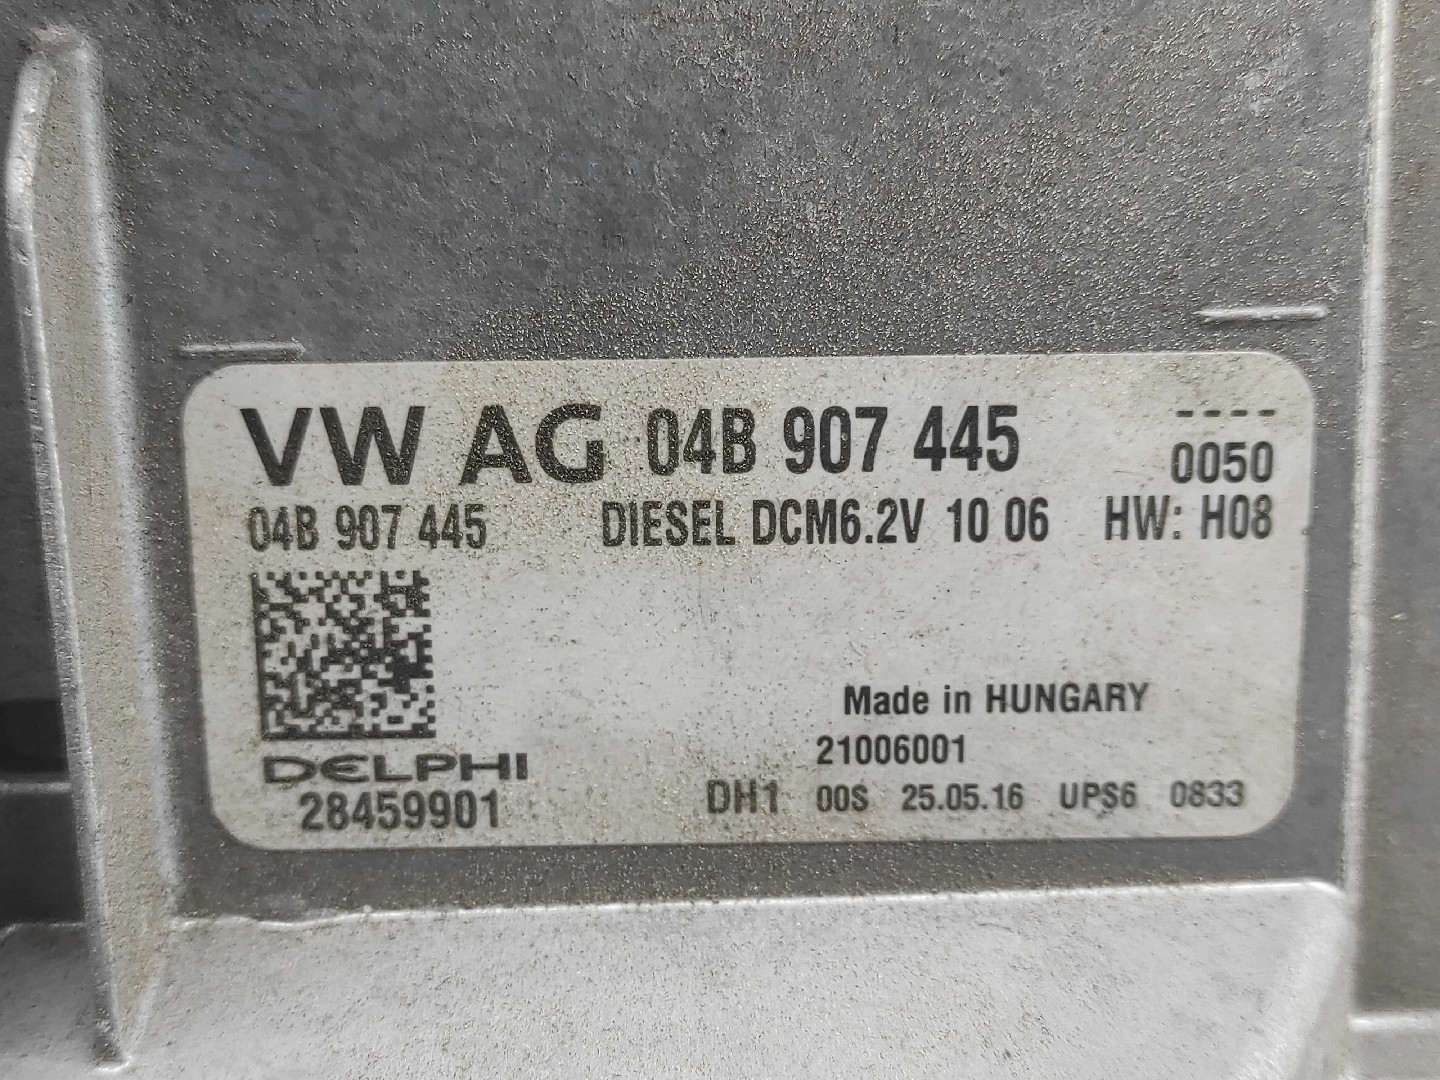 VW AG 04B 907 445 ----
0050
04B 907 445 DIESEL DCM6.2V 10 06 HW: H08
Made in HUNGARY
21006001
DELPHI
28459901
DH1 00S 25.05.16 UPS6 0833